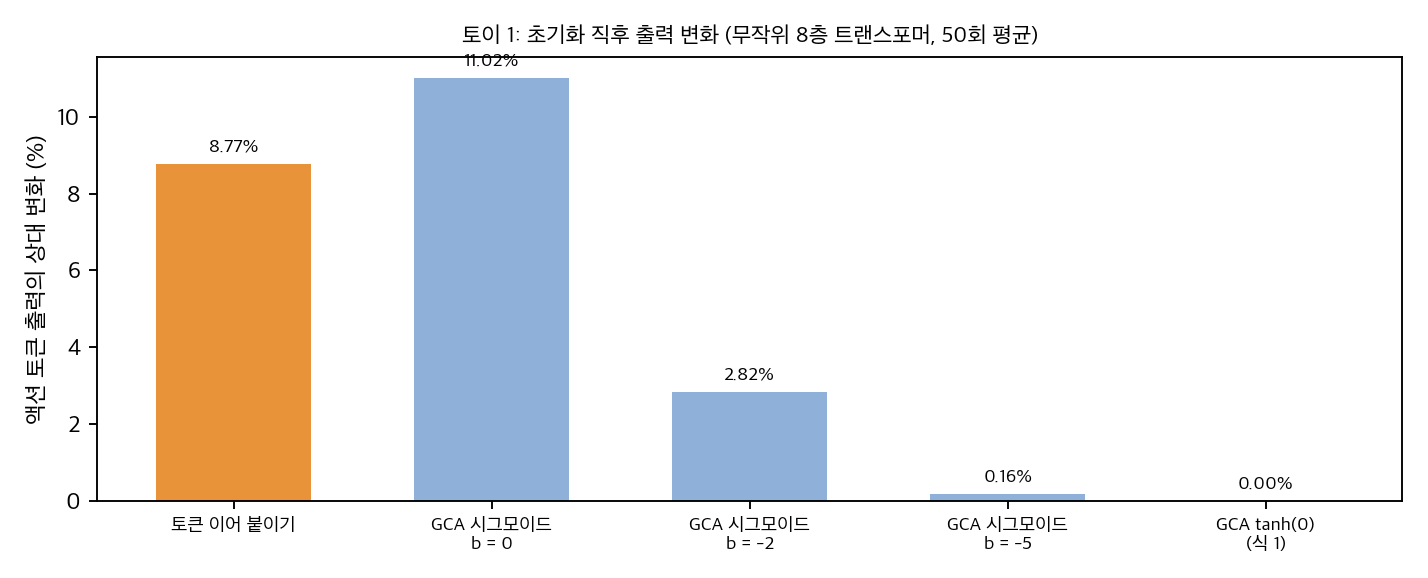 토이 1: 초기화 직후 출력 변화 (무작위 8층 트랜스포머, 50회 평균)
액션 토큰 출력의 상대 변화 (%)
10
8
6
4
2
0
8.77%
11.02%
2.82%
0.16%
0.00%
토큰 이어 붙이기
GCA 시그모이드
b = 0
GCA 시그모이드
b = -2
GCA 시그모이드
b = -5
GCA tanh(0)
(식 1)